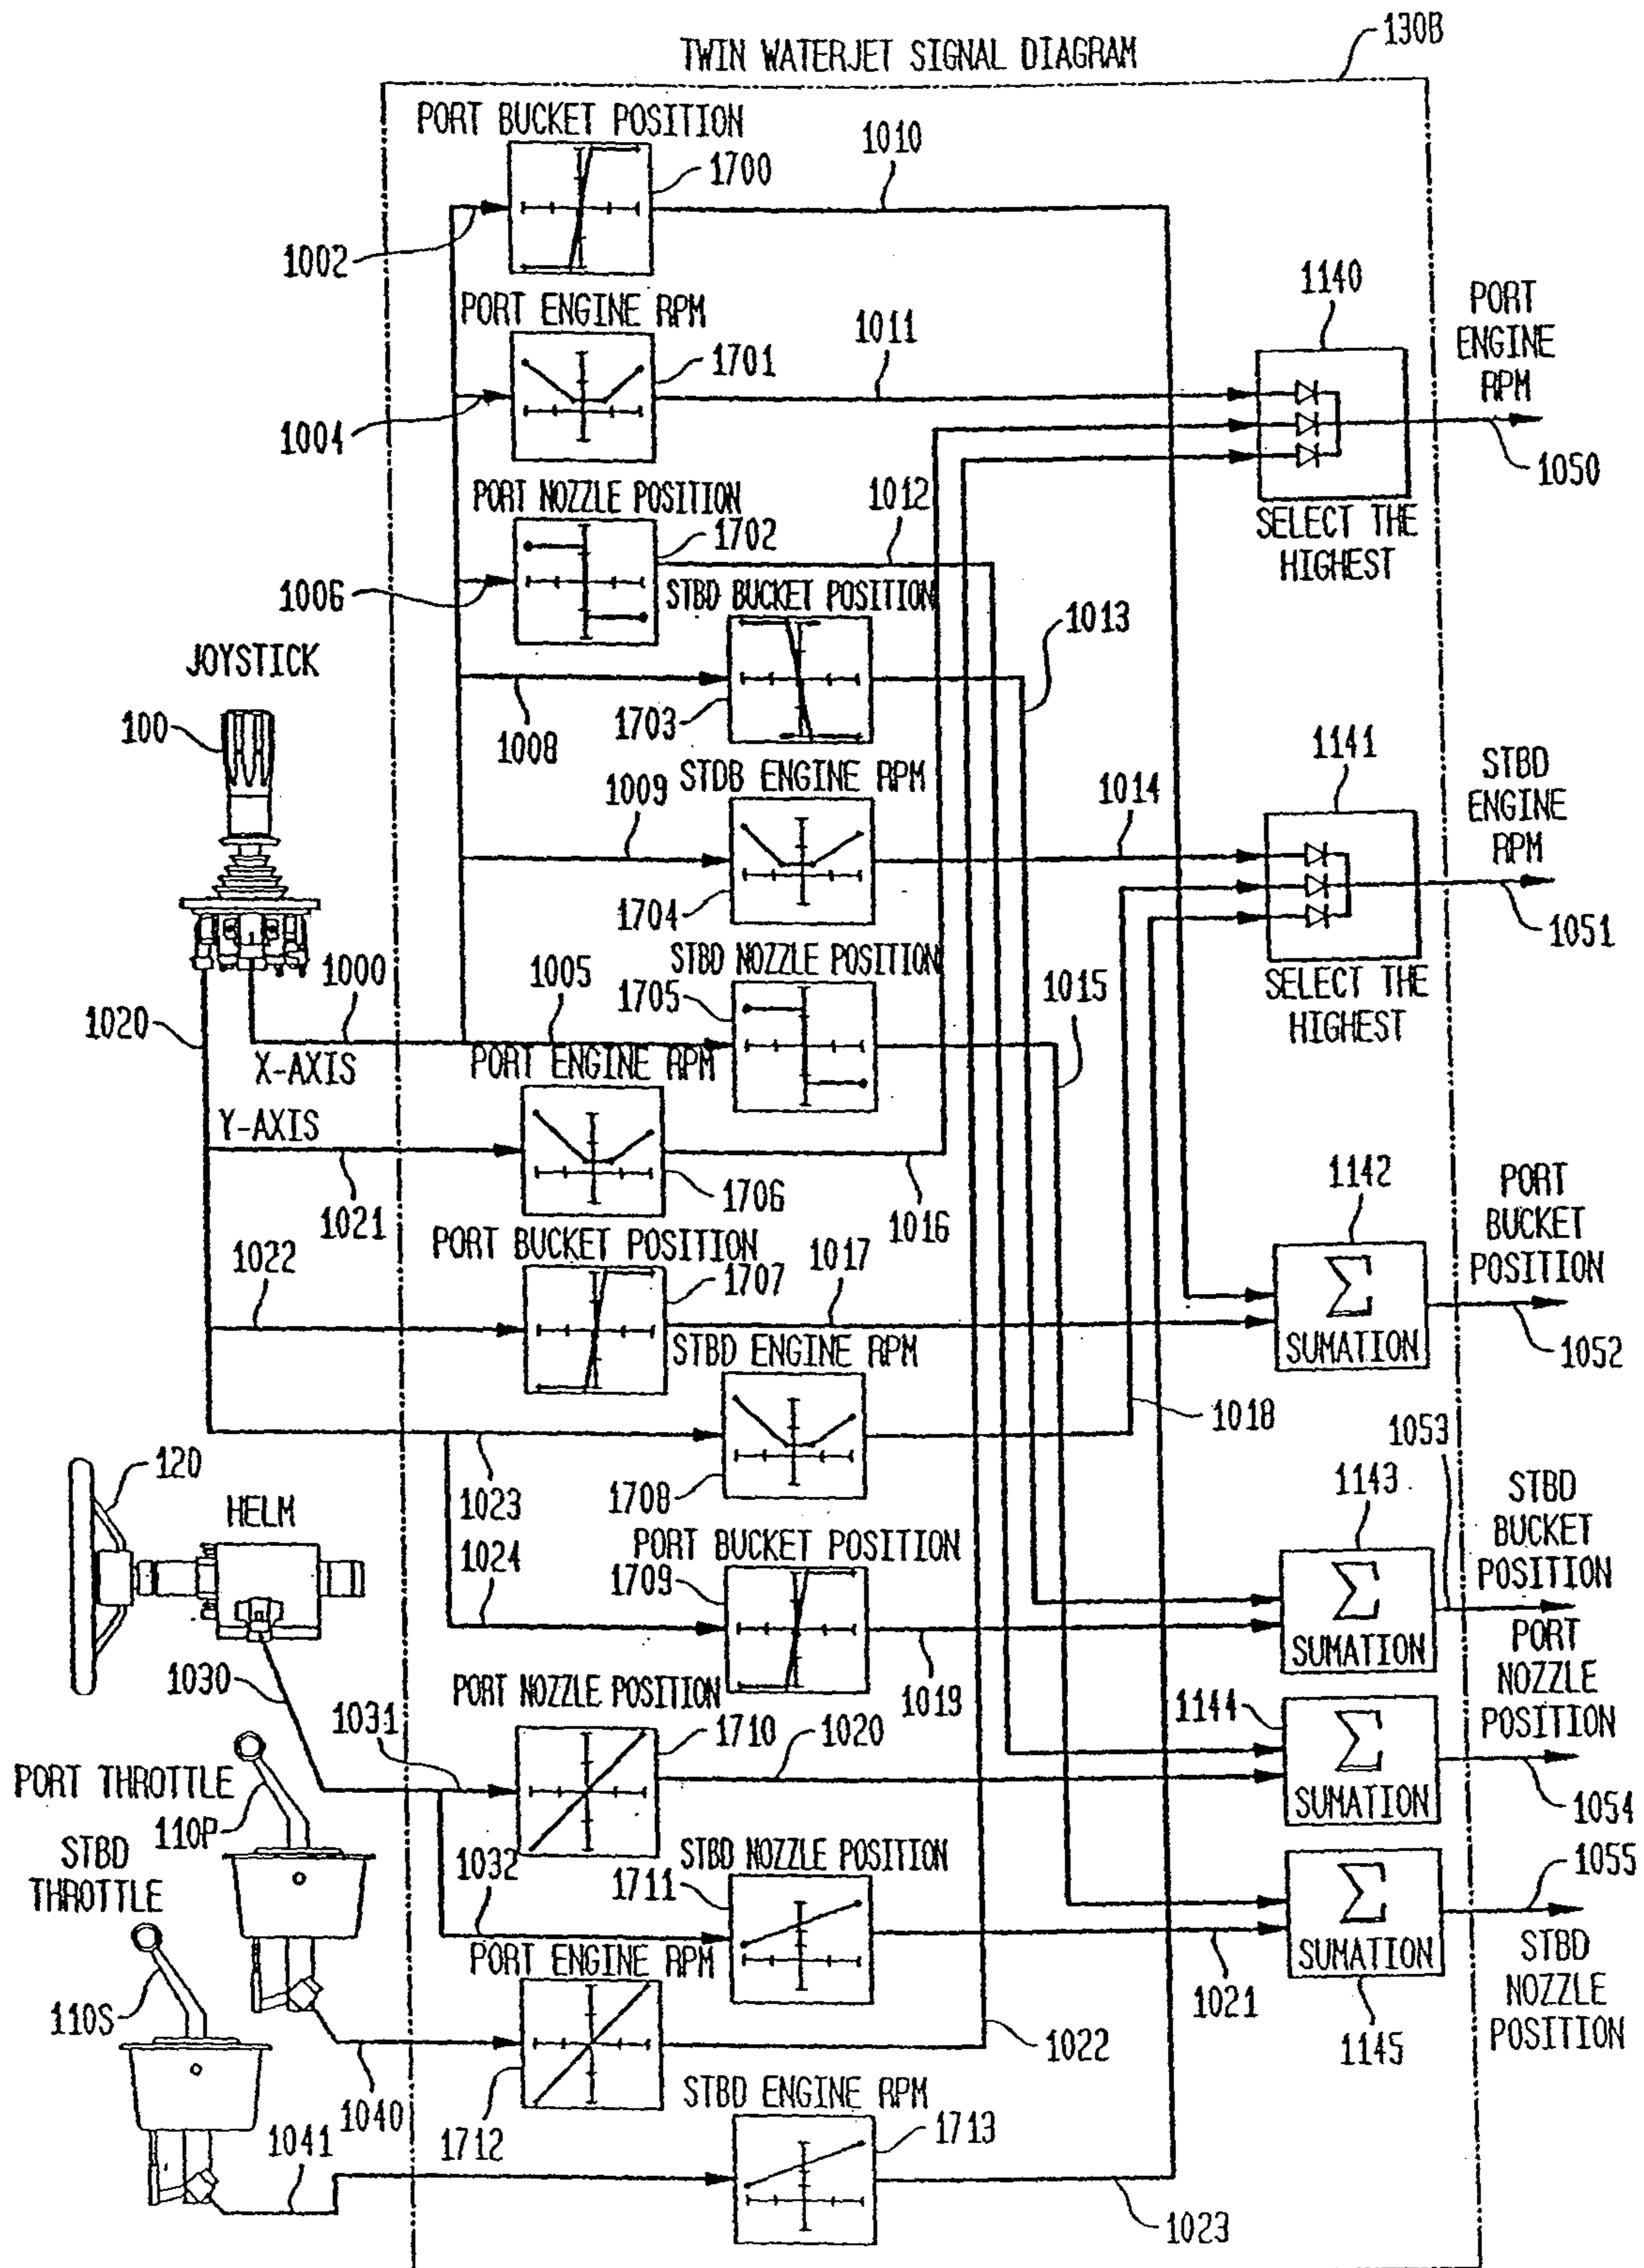 TWIN WATERJET SIGNAL DIAGRAM
130B
PORT BUCKET POSITION
1700
1010
1002
PORT ENGINE RPM
1701
1011
1004
1140
SELECT THE
HIGHEST
PORT
ENGINE
RPM
1050
PORT NOZZLE POSITION
1702
1012
1006
STBD BUCKET POSITION
1703
1013
1008
JOYSTICK
100
STDB ENGINE RPM
1009
1704
1014
1141
SELECT THE
HIGHEST
STBD
ENGINE
RPM
1051
STBD NOZZLE POSITION
1705
1005
1015
1000
1020
X-AXIS
PORT ENGINE RPM
Y-AXIS
1021
1706
1016
1142
SUMATION
PORT
BUCKET
POSITION
1052
PORT BUCKET POSITION
1022
1707
1017
STBD ENGINE RPM
1018
1023
1708
1053
120
HELM
PORT BUCKET POSITION
1024
1709
1019
1143
SUMATION
STBD
BUCKET
POSITION
1030
1031
PORT NOZZLE POSITION
1710
1020
1144
SUMATION
PORT
NOZZLE
POSITION
1054
PORT THROTTLE
110P
STBD
THROTTLE
1032
STBD NOZZLE POSITION
1711
1021
SUMATION
1145
1055
STBD
NOZZLE
POSITION
110S
PORT ENGINE RPM
1040
1712
1022
STBD ENGINE RPM
1041
1713
1023